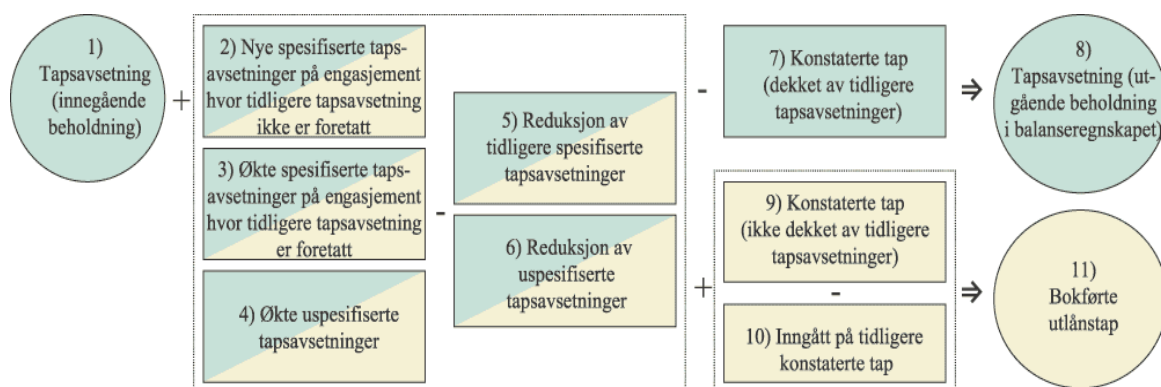 1)
Tapsavsetning
(inngående
beholdning)
+
2) Nye spesifiserte taps-
avsetninger på engasjement
hvor tidligere tapsavsetning
ikke er foretatt
3) Økte spesifiserte taps-
avsetninger på engasjement
hvor tidligere tapsavsetning
er foretatt
4) Økte uspesifiserte
tapsavsetninger
-
5) Reduksjon av
tidligere spesifiserte
tapsavsetninger
6) Reduksjon av
uspesifiserte
tapsavsetninger
-
7) Konstaterte tap
(dekket av tidligere
tapsavsetninger)
⇒
8)
Tapsavsetning (ut-
gående beholdning
i balanseregnskapet)
+
9) Konstaterte tap
(ikke dekket av tidligere
tapsavsetninger)
-
10) Inngått på tidligere
konstaterte tap
⇒
11)
Bokførte
utlånstap